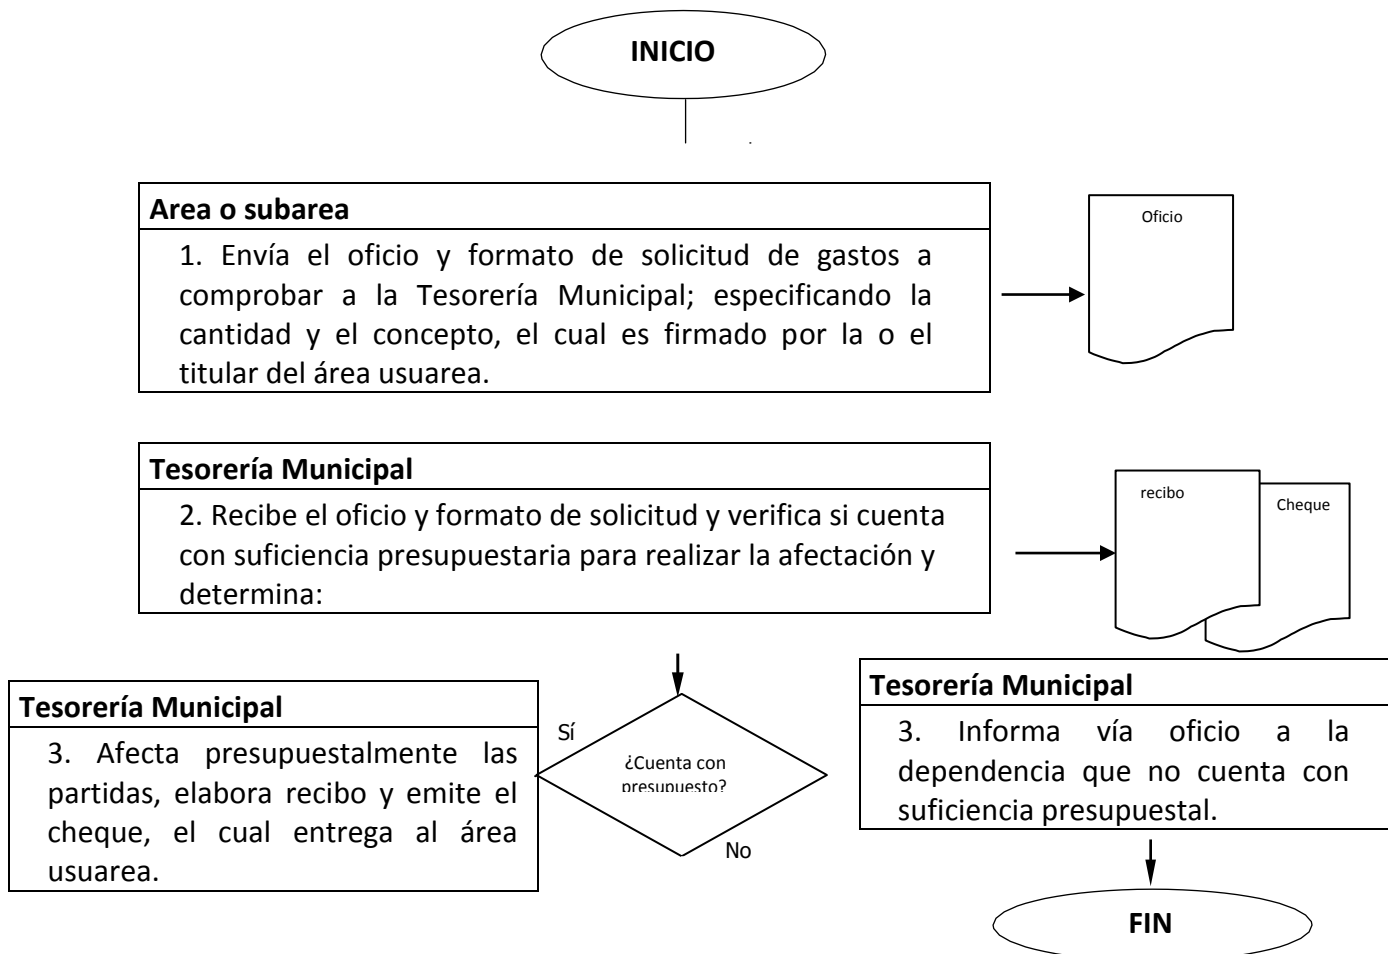 INICIO
Area o subarea
1. Envía el oficio y formato de solicitud de gastos a
comprobar a la Tesorería Municipal; especificando la
cantidad y el concepto, el cual es firmado por la o el
titular del área usuarea.
Oficio
Tesorería Municipal
2. Recibe el oficio y formato de solicitud y verifica si cuenta
con suficiencia presupuestaria para realizar la afectación y
determina:
recibo
Cheque
Tesorería Municipal
3. Afecta presupuestalmente las
partidas, elabora recibo y emite el
cheque, el cual entrega al área
usuarea.
Sí
¿Cuenta con
presupuesto?
No
Tesorería Municipal
3. Informa vía oficio a la
dependencia que no cuenta con
suficiencia presupuestal.
FIN